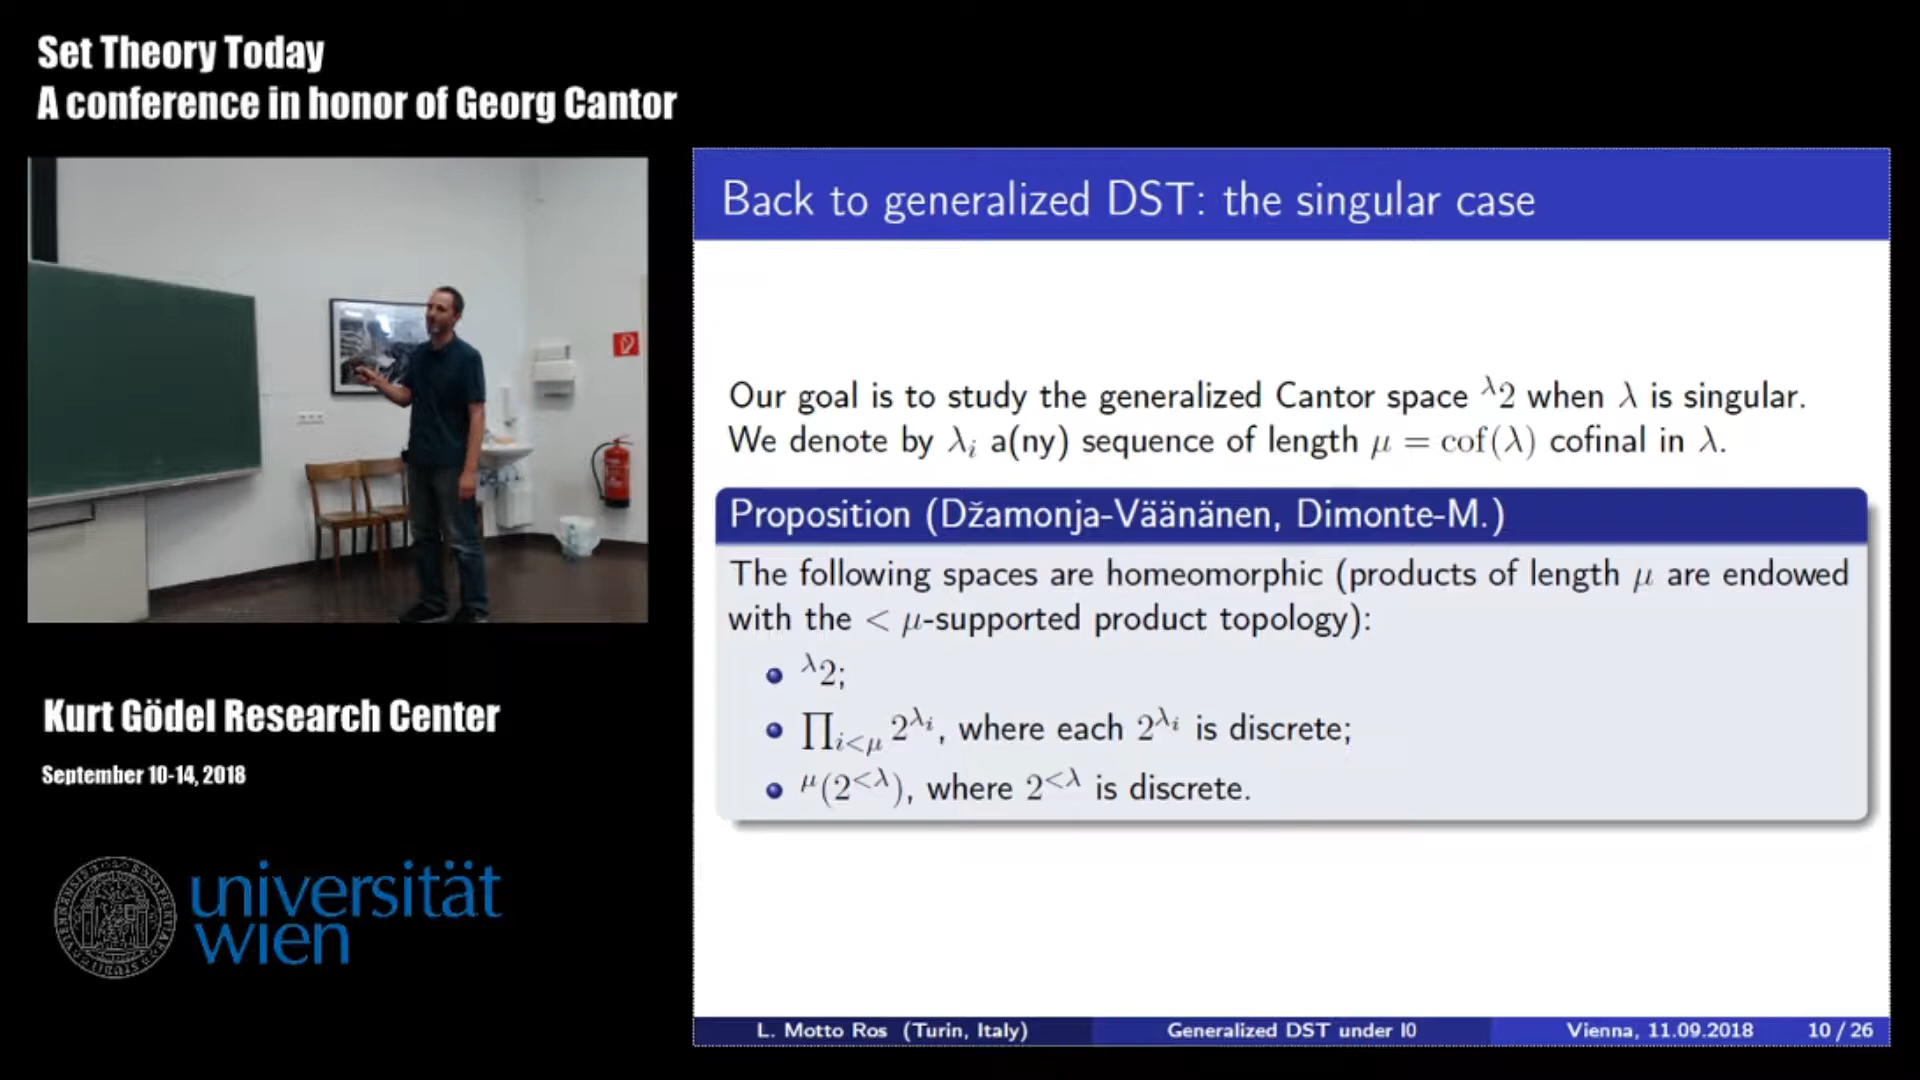 Set Theory Today
A conference in honor of Georg Cantor
Back to generalized DST: the singular case
Our goal is to study the generalized Cantor space ^λ2 when λ is singular.
We denote by λ_i a(ny) sequence of length μ = cof(λ) cofinal in λ.
Proposition (Džamonja-Väänänen, Dimonte-M.)
The following spaces are homeomorphic (products of length μ are endowed
with the < μ-supported product topology):
^λ2;
∏_{i<μ} 2^{λ_i}, where each 2^{λ_i} is discrete;
^μ(2^{<λ}), where 2^{<λ} is discrete.
L. Motto Ros (Turin, Italy) Generalized DST under I0 Vienna, 11.09.2018 10 / 26
Kurt Gödel Research Center
September 10-14, 2018
universität
wien